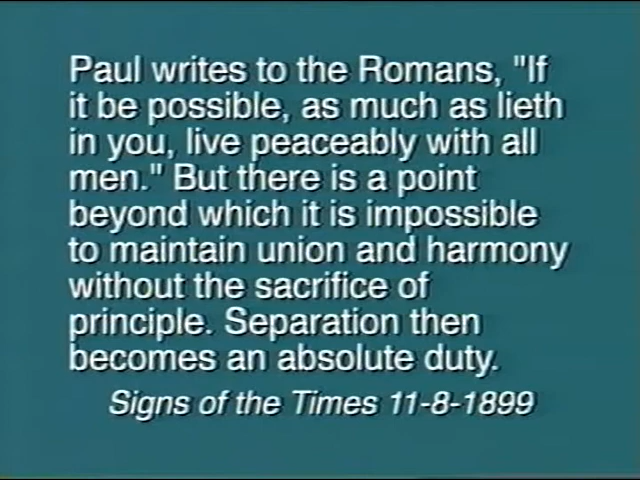 Paul writes to the Romans, "If
it be possible, as much as lieth
in you, live peaceably with all
men." But there is a point
beyond which it is impossible
to maintain union and harmony
without the sacrifice of
principle. Separation then
becomes an absolute duty.
Signs of the Times 11-8-1899